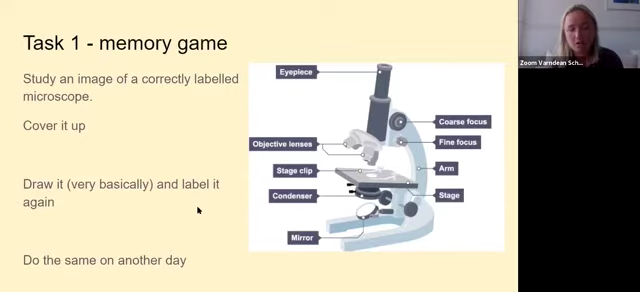 Task 1 - memory game
Study an image of a correctly labelled
microscope.
Cover it up
Draw it (very basically) and label it
again
Do the same on another day
Eyepiece
Coarse focus
Fine focus
Objective lenses
Arm
Stage clip
Stage
Condenser
Mirror
Zoom Varndean Sch...